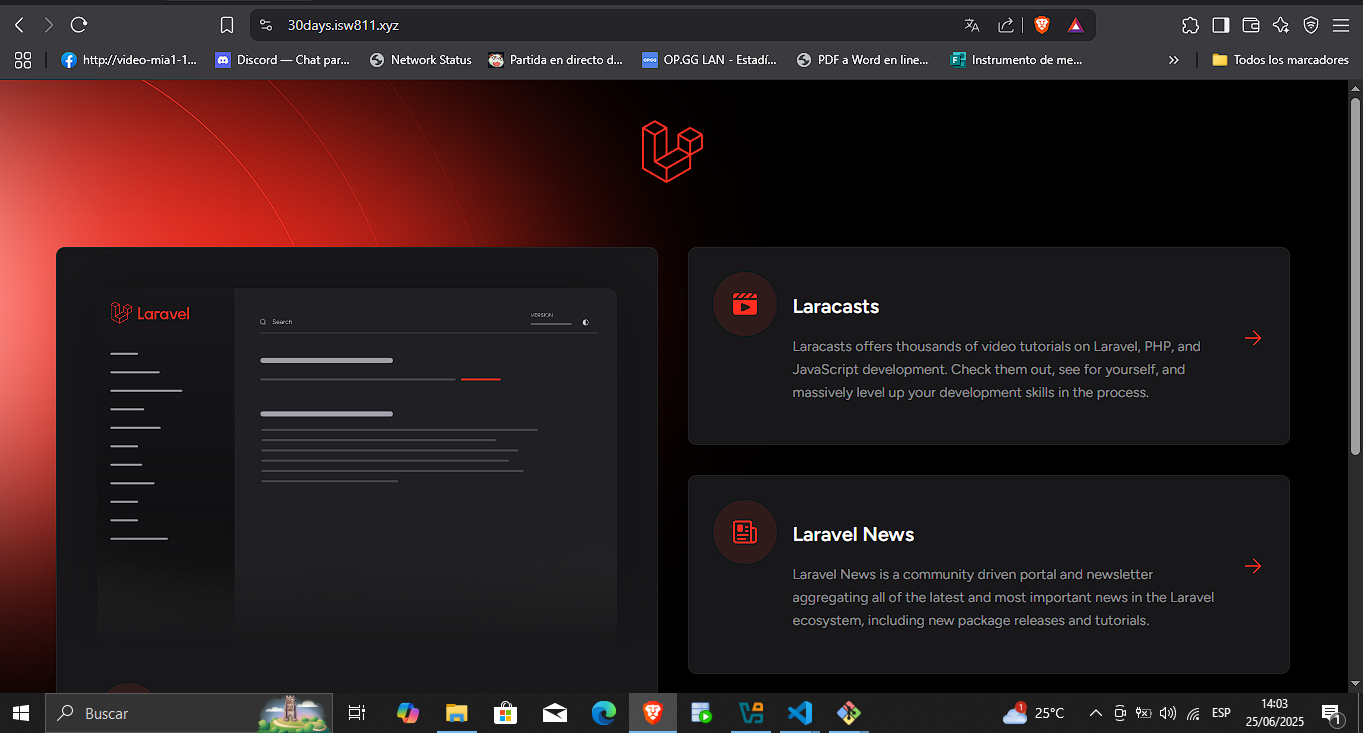 30days.isw811.xyz
http://video-mia1-1...
Discord — Chat par...
Network Status
Partida en directo d...
OP.GG LAN - Estadí...
PDF a Word en line...
Instrumento de me...
»
Todos los marcadores
Laravel
Search
VERSION
Laracasts
Laracasts offers thousands of video tutorials on Laravel, PHP, and
JavaScript development. Check them out, see for yourself, and
massively level up your development skills in the process.
Laravel News
Laravel News is a community driven portal and newsletter
aggregating all of the latest and most important news in the Laravel
ecosystem, including new package releases and tutorials.
Buscar
1
25°C
ESP
14:03
25/06/2025
1